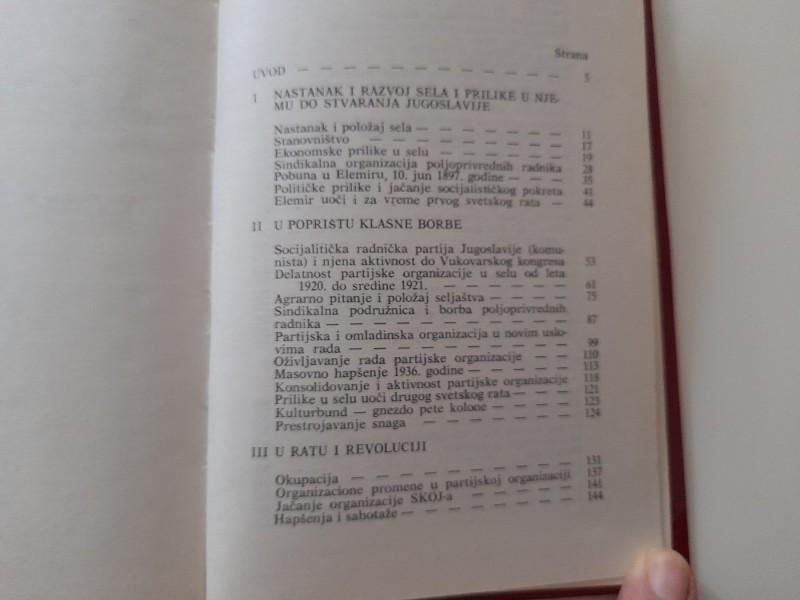 Strana
UVOD — — — — — — — — — — — — 5
I NASTANAK I RAZVOJ SELA I PRILIKE U NJE-
MU DO STVARANJA JUGOSLAVIJE
Nastanak i položaj sela — — — — — — — 11
Stanovništvo — — — — — — — — — 17
Ekonomske prilike u selu — — — — — — 19
Sindikalna organizacija poljoprivrednih radnika 28
Pobuna u Elemiru, 10. jun 1897. godine — — — 35
Političke prilike i jačanje socijalističkog pokreta 41
Elemir uoči i za vreme prvog svetskog rata — — 44
II U POPRISTU KLASNE BORBE
Socijalitička radnička partija Jugoslavije (komu-
nista) i njena aktivnost do Vukovarskog kongresa 53
Delatnost partijske organizacije u selu od leta
1920. do sredine 1921. — — — — — — — 61
Agrarno pitanje i položaj seljaštva — — — — 75
Sindikalna podružnica i borba poljoprivrednih
radnika — — — — — — — — — — 87
Partijska i omladinska organizacija u novim uslo-
vima rada — — — — — — — — — 99
Oživljavanje rada partijske organizacije — — 110
Masovno hapšenje 1936. godine — — — — — 113
Konsolidovanje i aktivnost partijske organizacije 118
Prilike u selu uoči drugog svetskog rata — — — 121
Kulturbund — gnezdo pete kolone — — — — 123
Prestrojavanje snaga — — — — — — — 124
III U RATU I REVOLUCIJI
Okupacija — — — — — — — — — — 131
Organizacione promene u partijskoj organizaciji 137
Jačanje organizacije SKOJ-a — — — — — — 141
Hapšenja i sabotaže — — — — — — — — 144